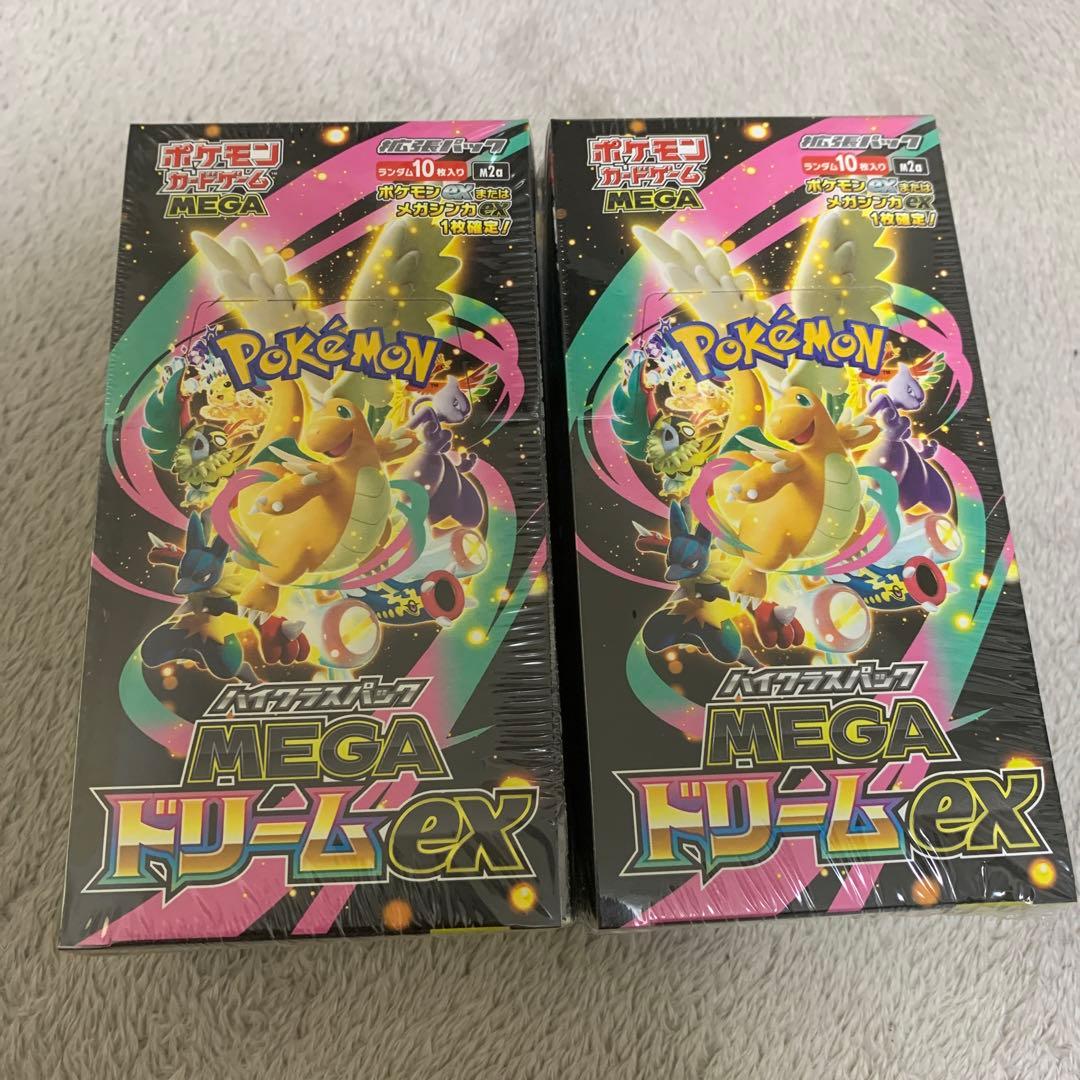 ポケモン
カードゲーム
MEGA
拡張パック
ランダム10枚入り
M2a
ポケモンexまたは
メガシンカex
1枚確定!
POKéMON
ハイクラスパック
MEGA
ドリームex
ポケモン
カードゲーム
MEGA
拡張パック
ランダム10枚入り
M2a
ポケモンexまたは
メガシンカex
1枚確定!
POKéMON
ハイクラスパック
MEGA
ドリームex